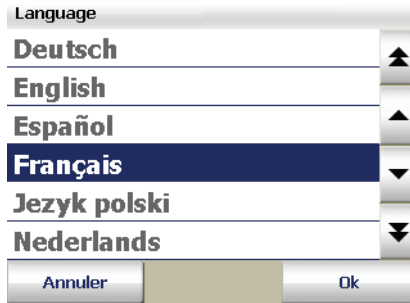 Language
Deutsch
English
Español
Français
Jezyk polski
Nederlands
Annuler
Ok